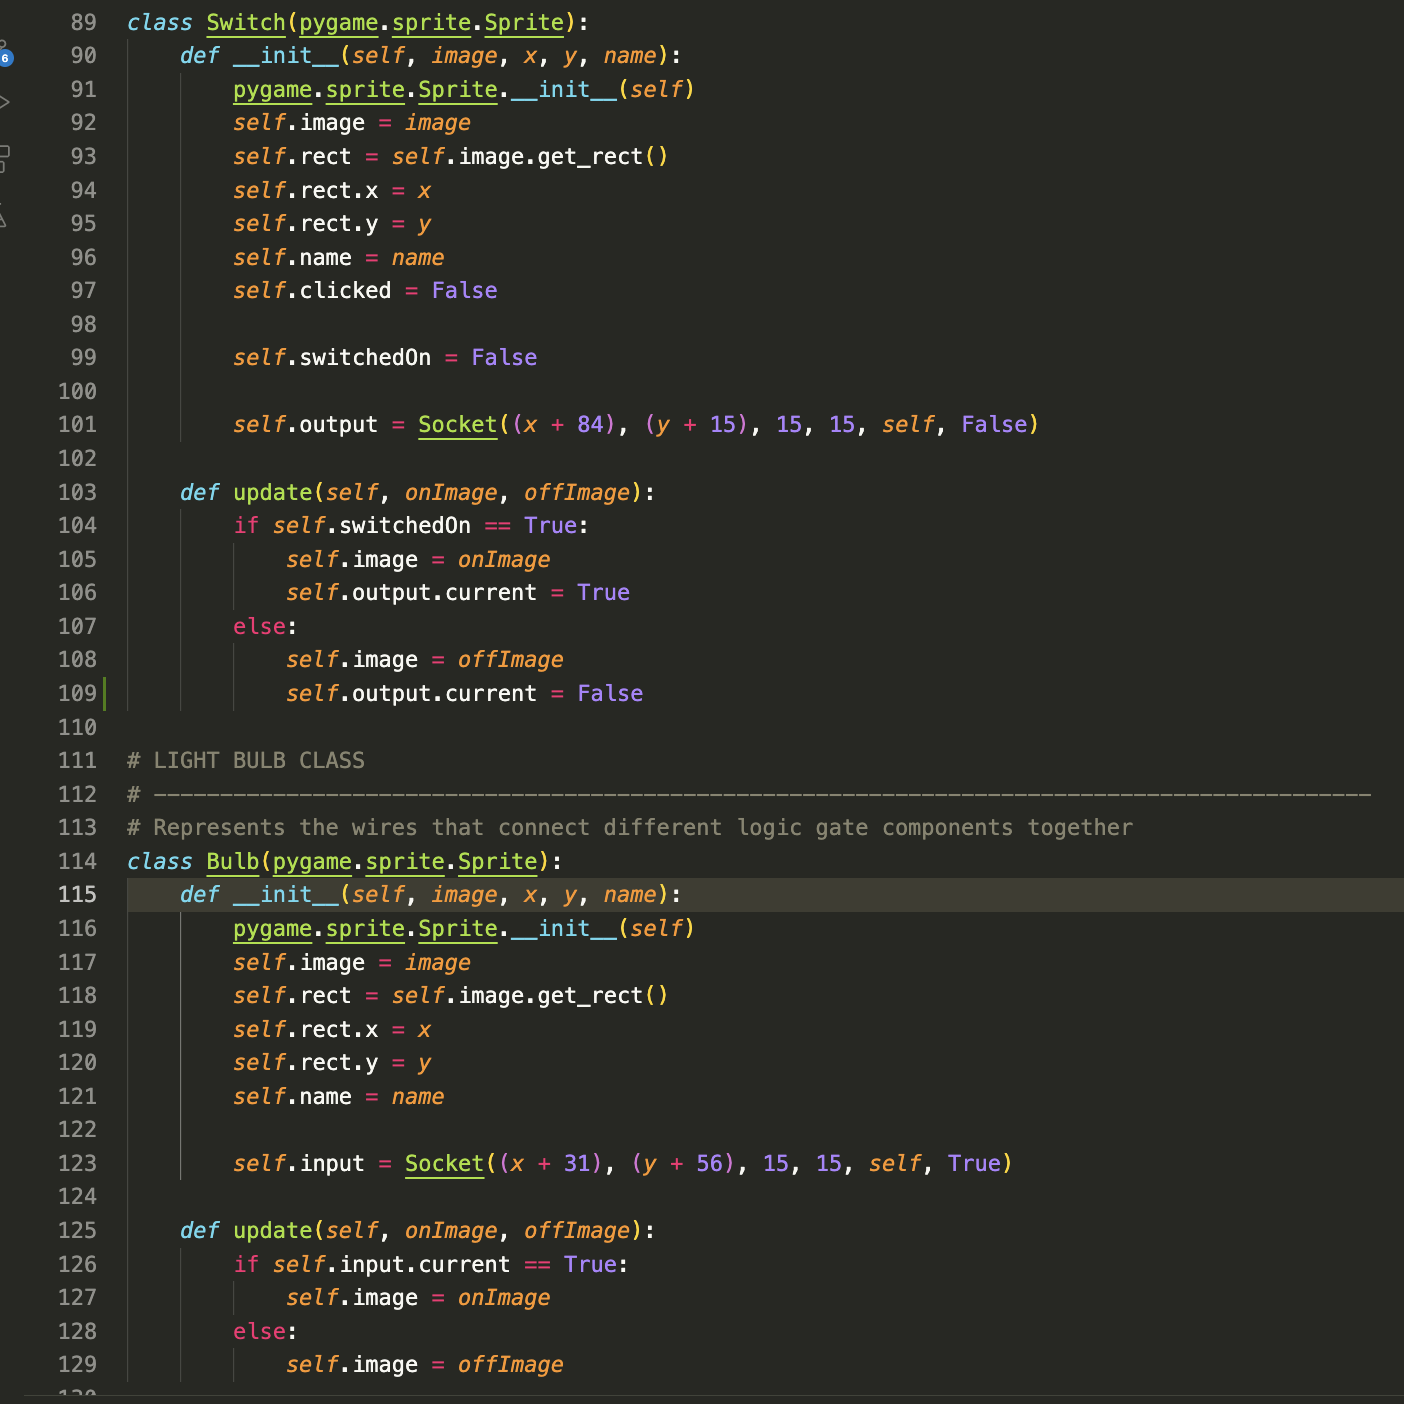 89 class Switch(pygame.sprite.Sprite):
90     def __init__(self, image, x, y, name):
91         pygame.sprite.Sprite.__init__(self)
92         self.image = image
93         self.rect = self.image.get_rect()
94         self.rect.x = x
95         self.rect.y = y
96         self.name = name
97         self.clicked = False
98
99         self.switchedOn = False
100
101         self.output = Socket((x + 84), (y + 15), 15, 15, self, False)
102
103     def update(self, onImage, offImage):
104         if self.switchedOn == True:
105             self.image = onImage
106             self.output.current = True
107         else:
108             self.image = offImage
109             self.output.current = False
110
111 # LIGHT BULB CLASS
112 # --------------------------------------------------------------------------------------------
113 # Represents the wires that connect different logic gate components together
114 class Bulb(pygame.sprite.Sprite):
115     def __init__(self, image, x, y, name):
116         pygame.sprite.Sprite.__init__(self)
117         self.image = image
118         self.rect = self.image.get_rect()
119         self.rect.x = x
120         self.rect.y = y
121         self.name = name
122
123         self.input = Socket((x + 31), (y + 56), 15, 15, self, True)
124
125     def update(self, onImage, offImage):
126         if self.input.current == True:
127             self.image = onImage
128         else:
129             self.image = offImage
6